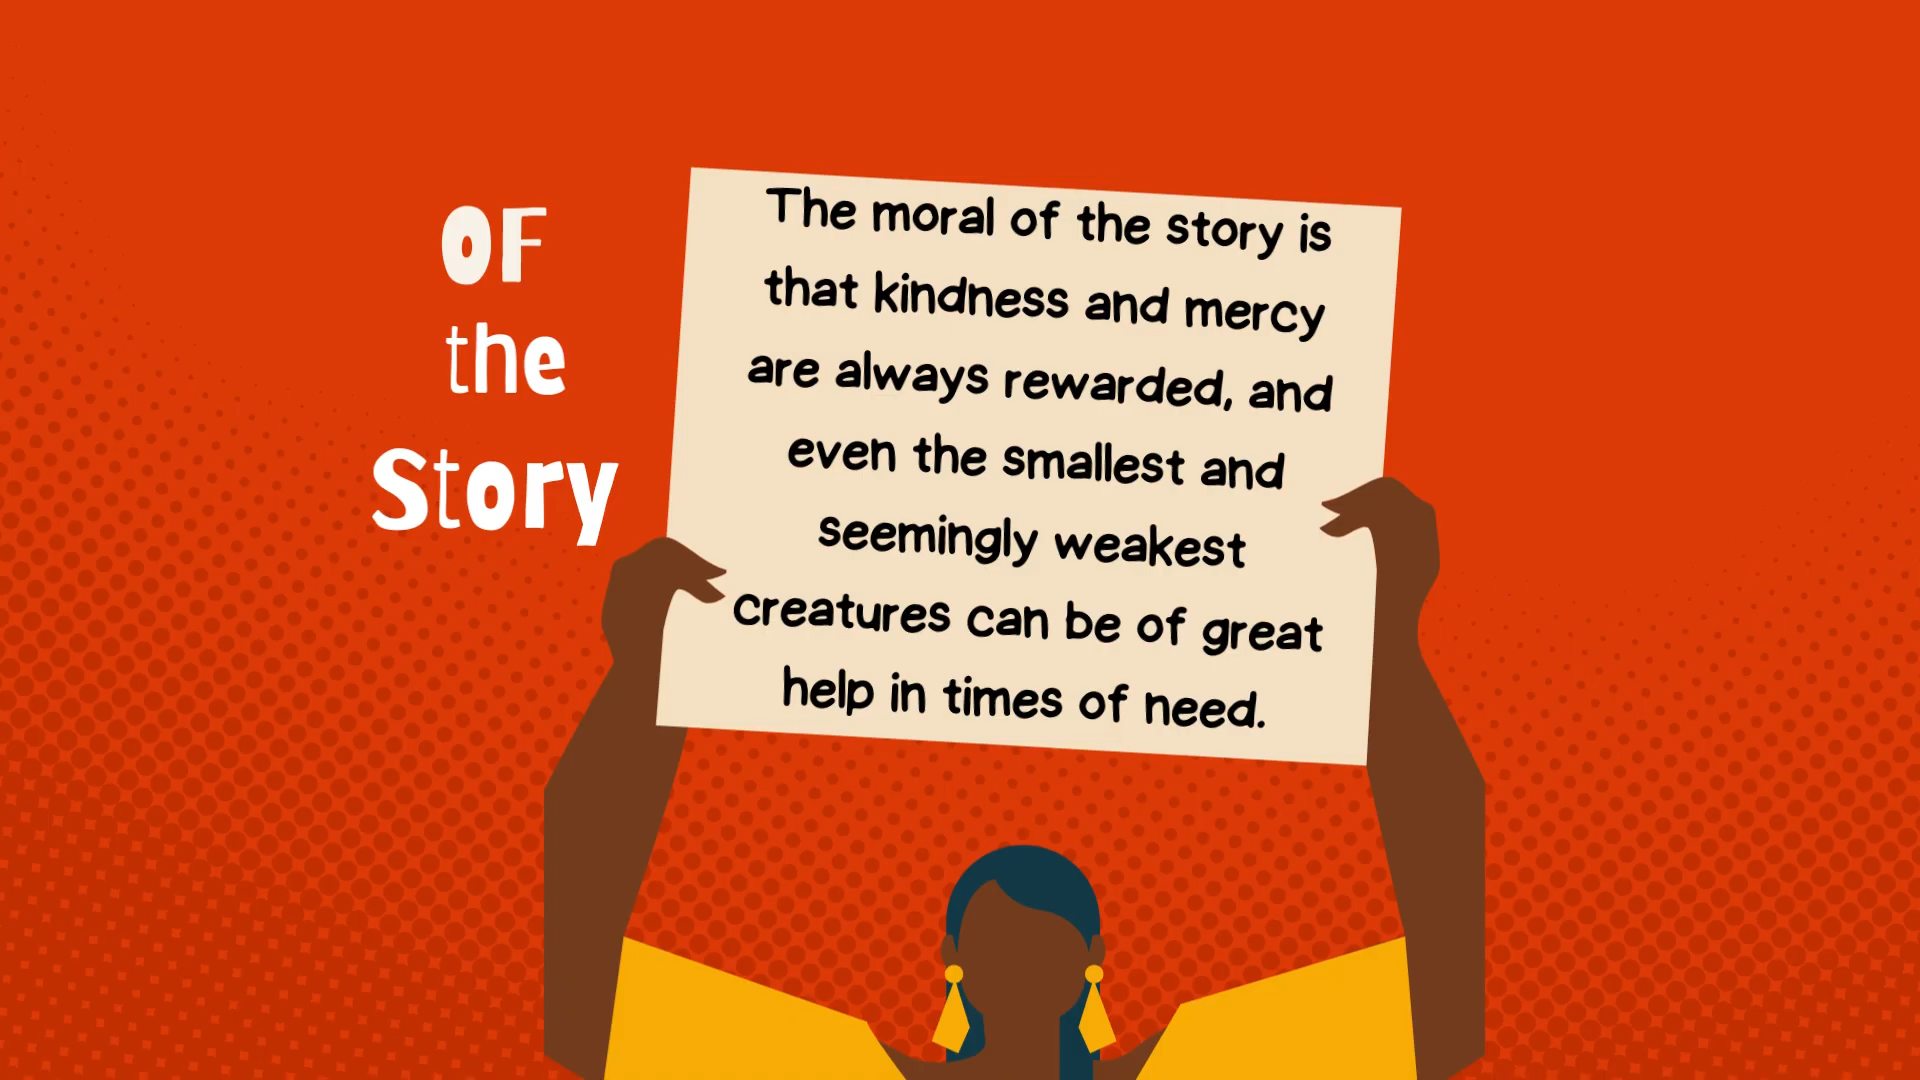 OF
the
Story
The moral of the story is
that kindness and mercy
are always rewarded, and
even the smallest and
seemingly weakest
creatures can be of great
help in times of need.